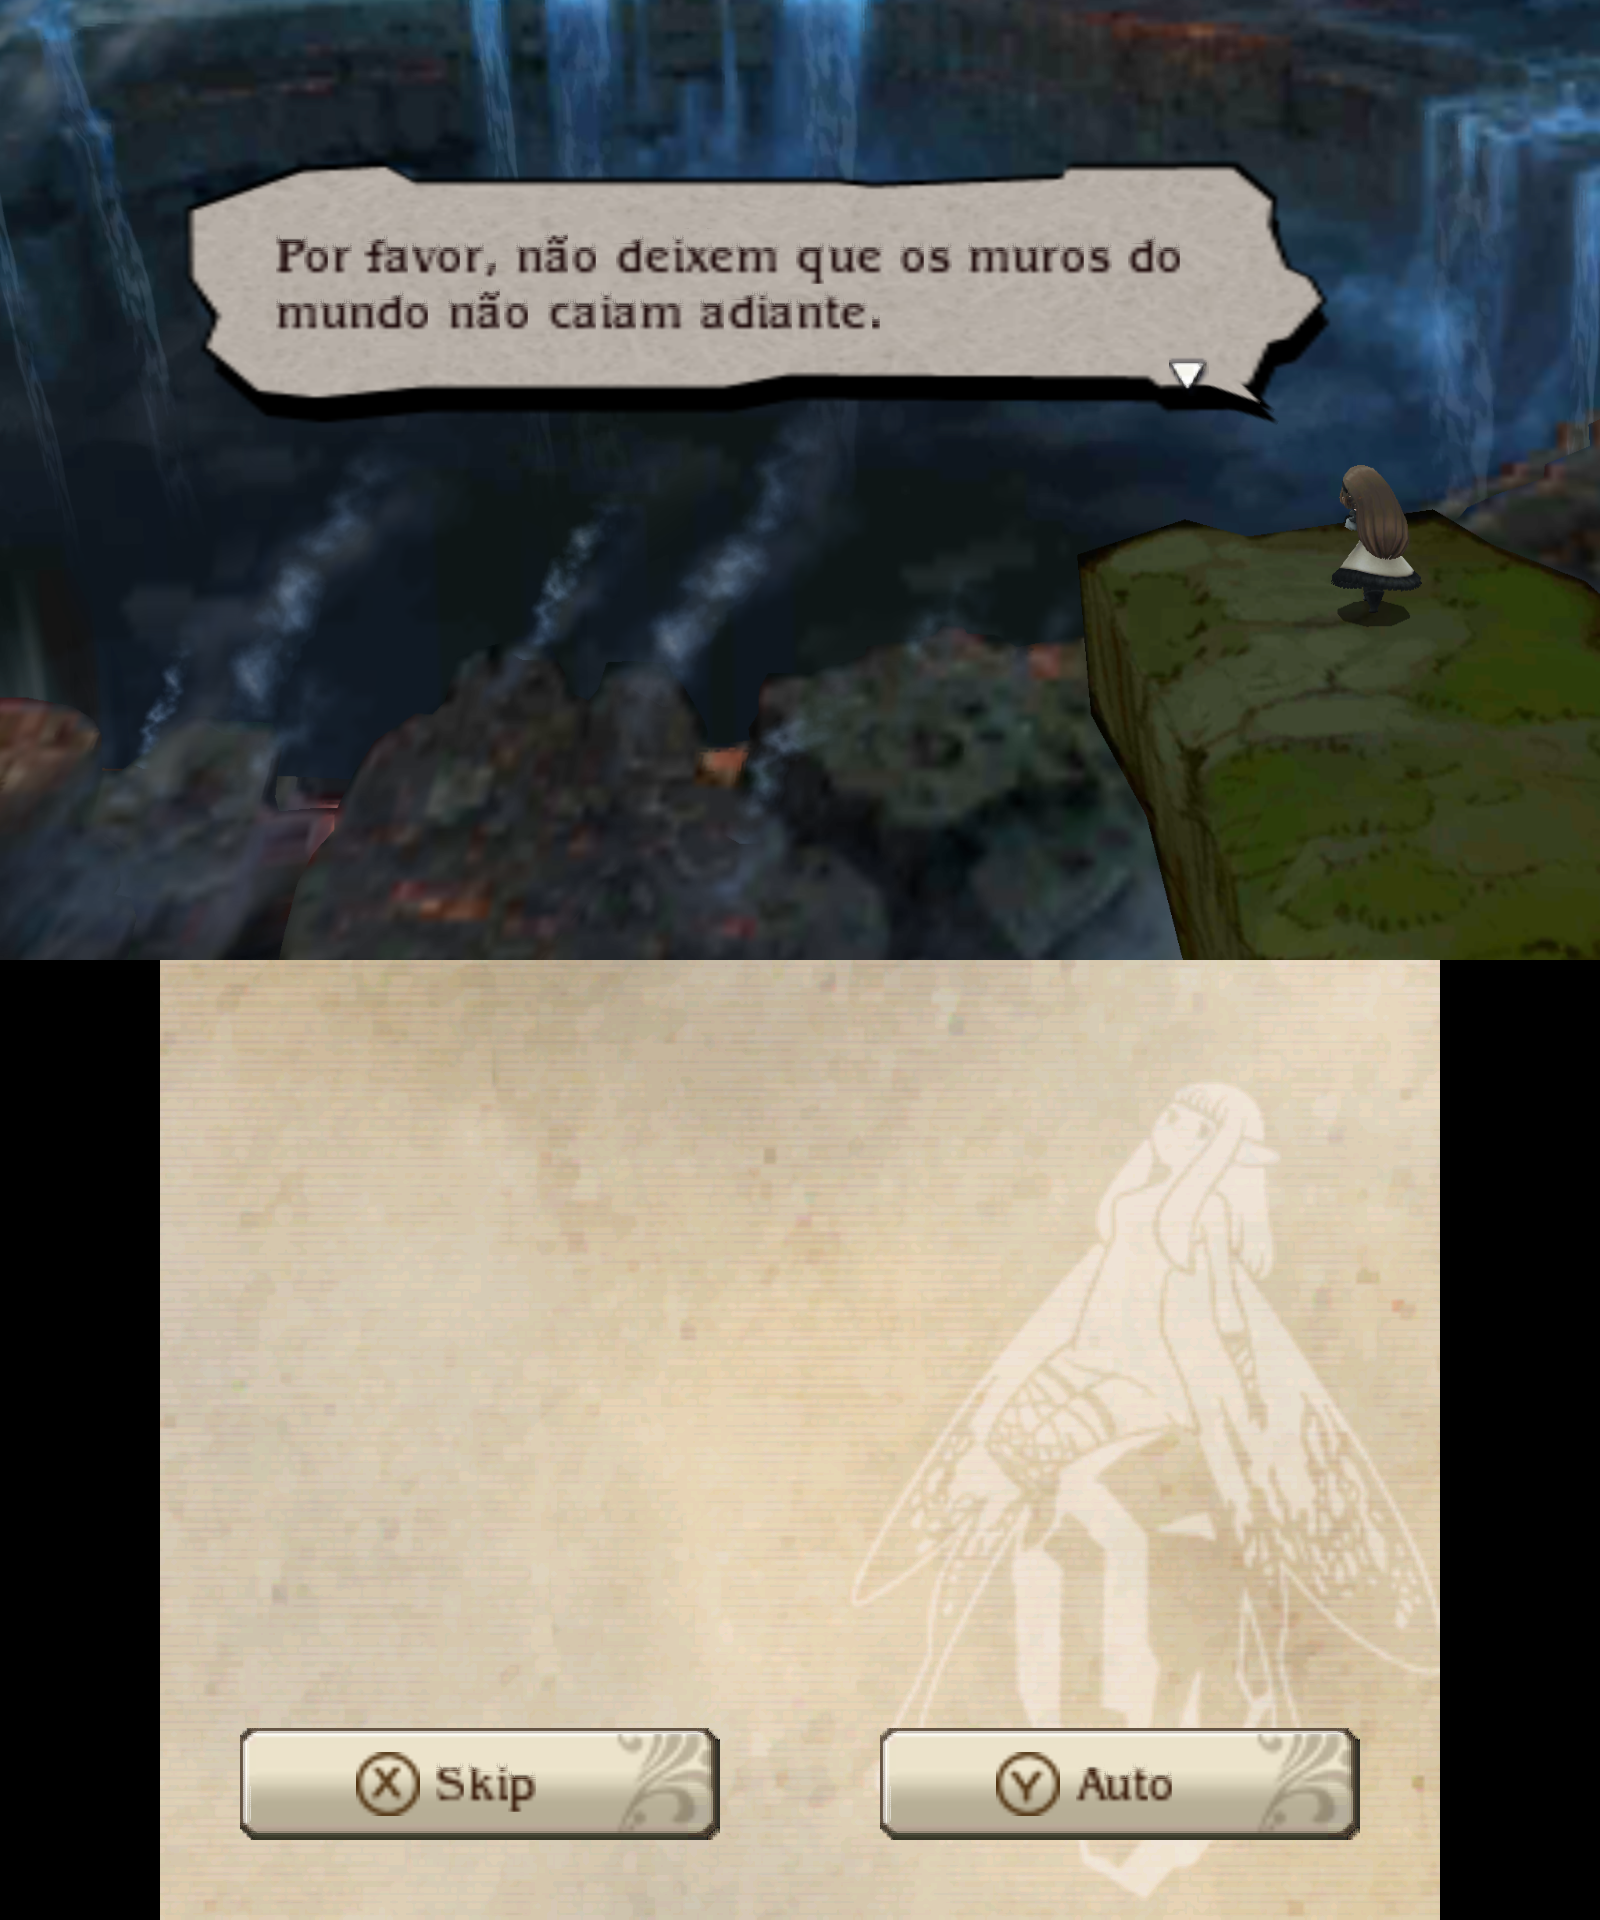 Por favor, não deixem que os muros do
mundo não caiam adiante.
X Skip
Y Auto